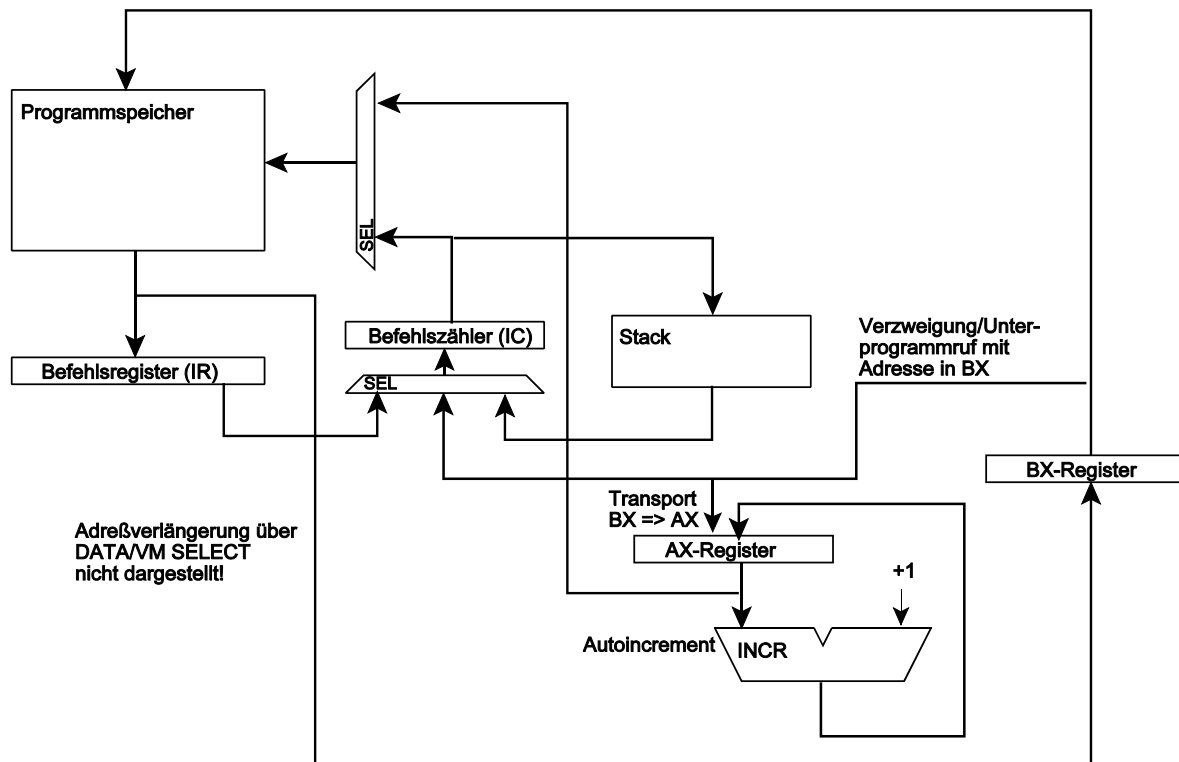 Programmspeicher
SEL
Befehlszähler (IC)
Stack
Verzweigung/Unter-
programmruf mit
Adresse in BX
Befehlsregister (IR)
SEL
BX-Register
Transport
BX => AX
Adreßverlängerung über
DATA/VM SELECT
nicht dargestellt!
AX-Register
+1
Autoincrement
INCR